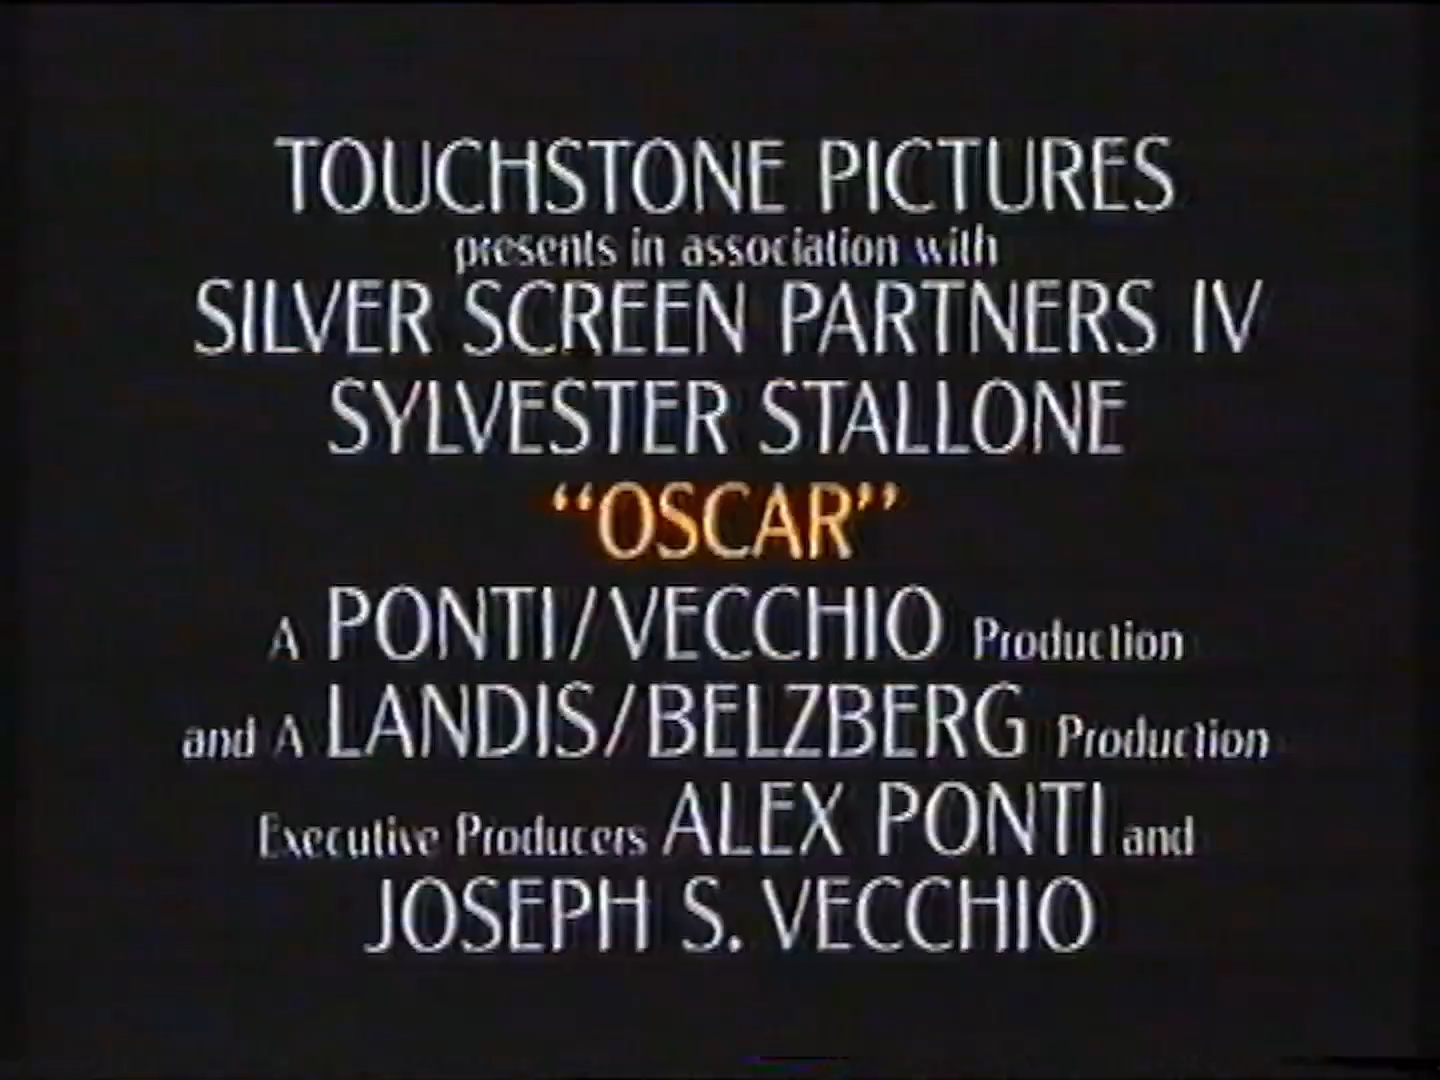 TOUCHSTONE PICTURES
presents in association with
SILVER SCREEN PARTNERS IV
SYLVESTER STALLONE
“OSCAR”
A PONTI/VECCHIO Production
and A LANDIS/BELZBERG Production
Executive Producers ALEX PONTI and
JOSEPH S. VECCHIO